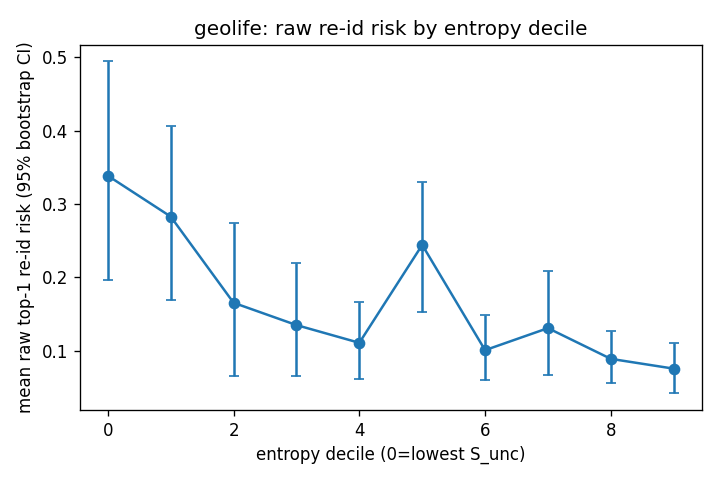 geolife: raw re-id risk by entropy decile
mean raw top-1 re-id risk (95% bootstrap CI)
0.5
0.4
0.3
0.2
0.1
0 2 4 6 8
entropy decile (0=lowest S_unc)